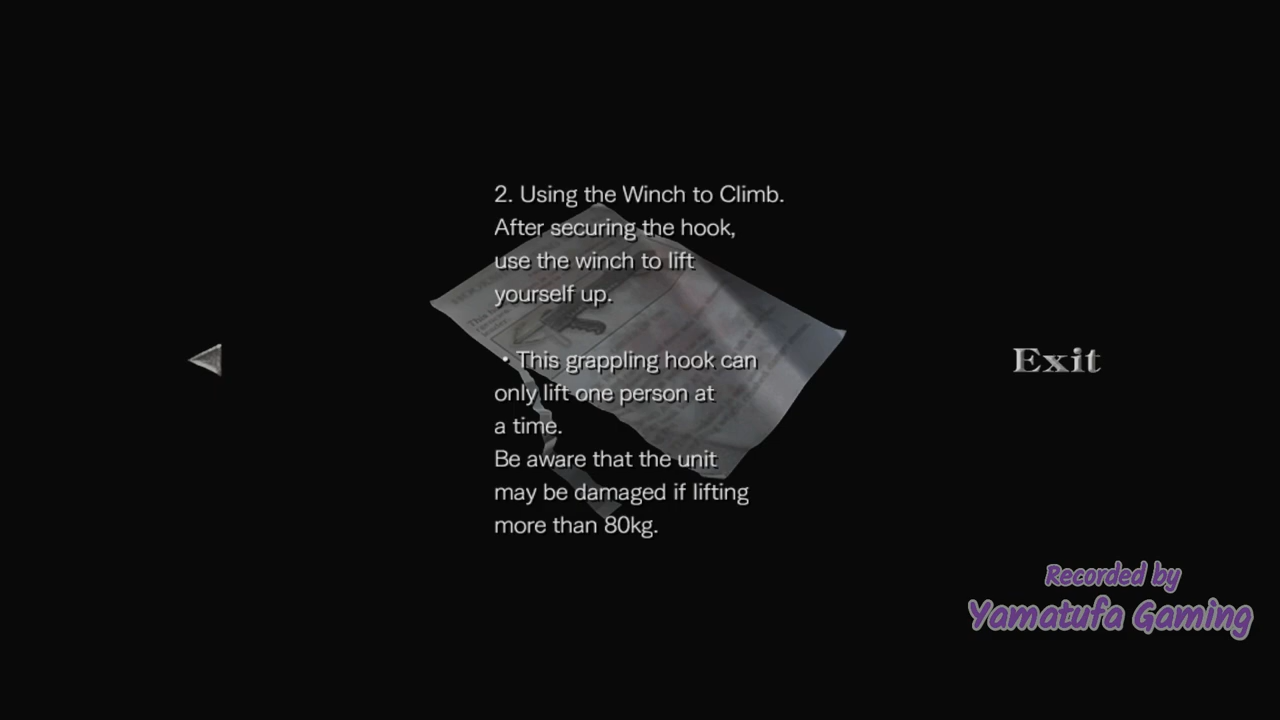 2. Using the Winch to Climb.
After securing the hook,
use the winch to lift
yourself up.
・This grappling hook can
only lift one person at
a time.
Be aware that the unit
may be damaged if lifting
more than 80kg.
Exit
Recorded by
Yamatufa Gaming